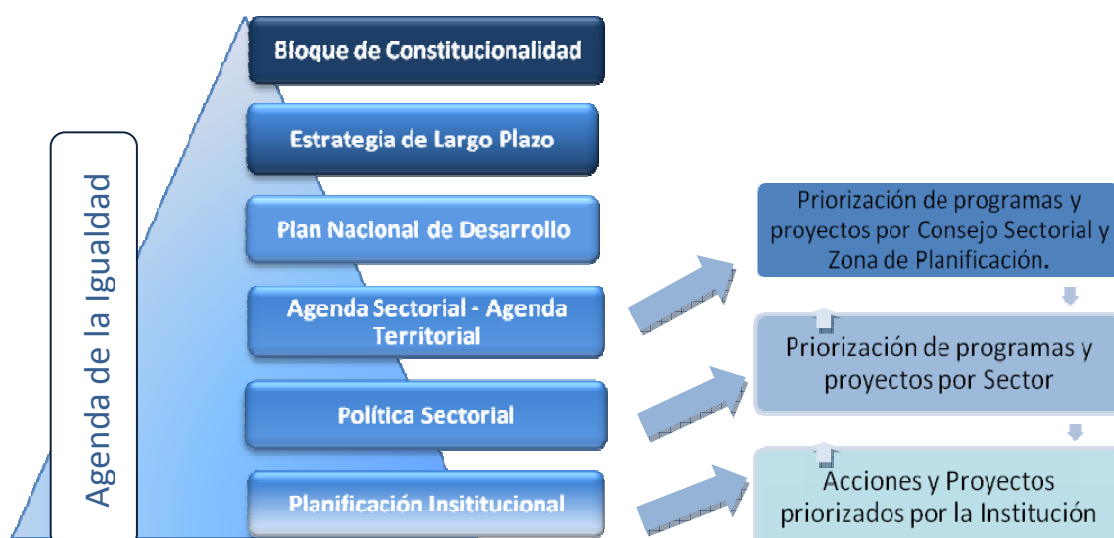 Agenda de la Igualdad
Bloque de Constitucionalidad
Estrategia de Largo Plazo
Plan Nacional de Desarrollo
Agenda Sectorial - Agenda
Territorial
Política Sectorial
Planificación Insititucional
Priorización de programas y
proyectos por Consejo Sectorial y
Zona de Planificación.
Priorización de programas y
proyectos por Sector
Acciones y Proyectos
priorizados por la Institución